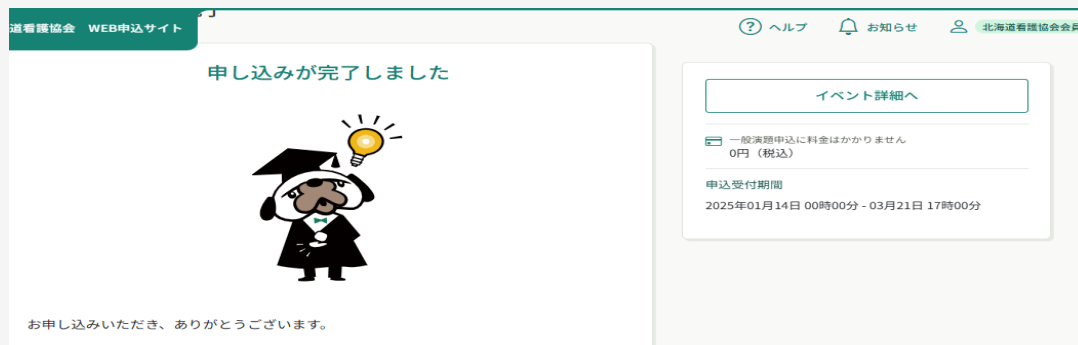 道看護協会 WEB申込サイト
ヘルプ
お知らせ
北海道看護協会会員
申し込みが完了しました
お申し込みいただき、ありがとうございます。
イベント詳細へ
一般演題申込に料金はかかりません
0円（税込）
申込受付期間
2025年01月14日 00時00分 - 03月21日 17時00分